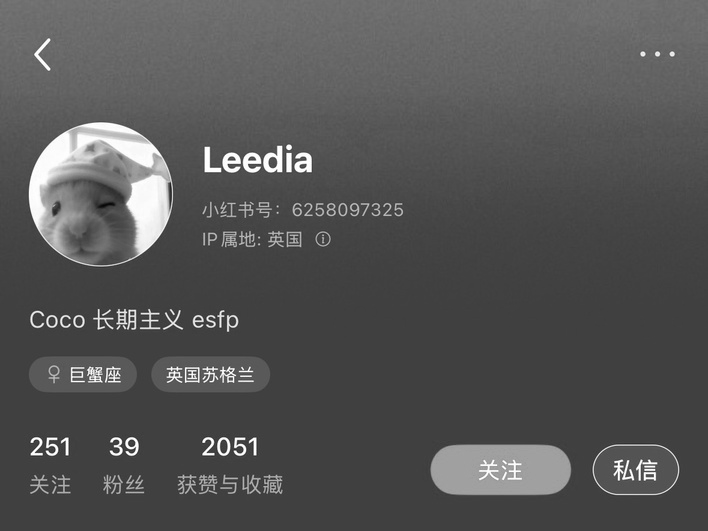 Leedia
小红书号：6258097325
IP属地: 英国
Coco 长期主义 esfp
巨蟹座 英国苏格兰
251 39 2051
关注 粉丝 获赞与收藏
关注 私信